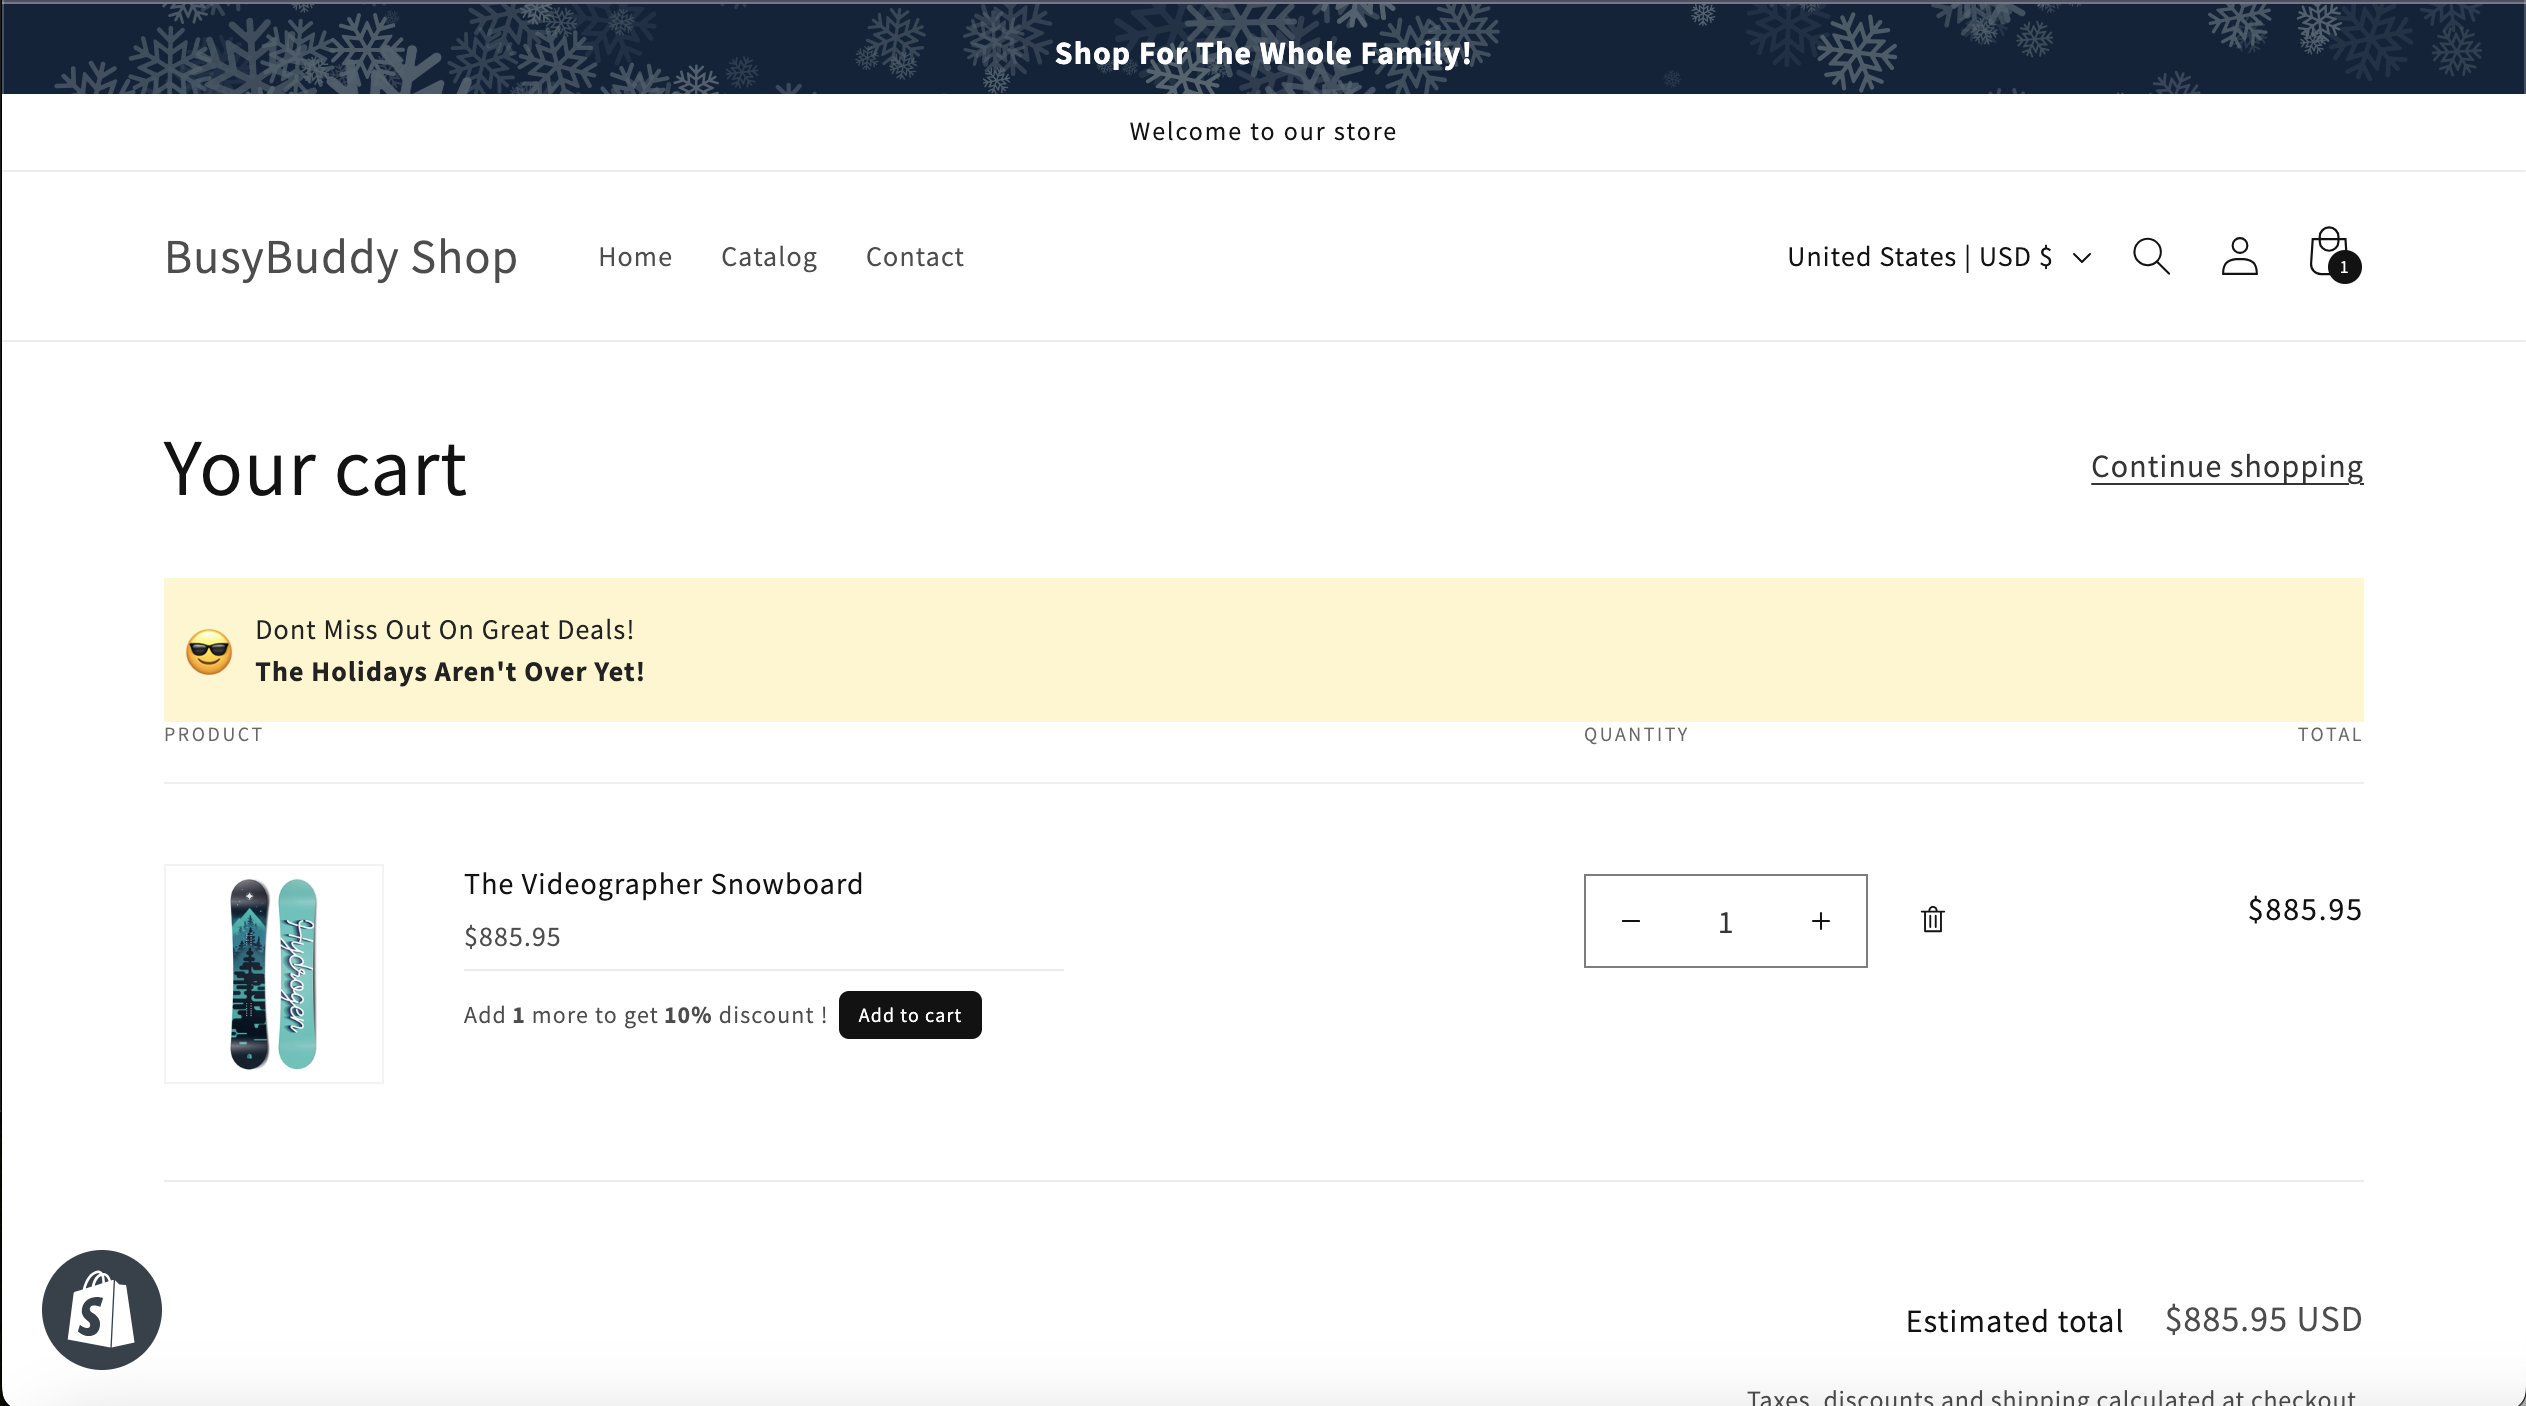 Shop For The Whole Family!
Welcome to our store
BusyBuddy Shop
Home
Catalog
Contact
United States | USD $
1
Your cart
Continue shopping
Dont Miss Out On Great Deals!
The Holidays Aren't Over Yet!
PRODUCT
QUANTITY
TOTAL
Hydrogen
The Videographer Snowboard
$885.95
Add 1 more to get 10% discount !
Add to cart
1
$885.95
S
Estimated total
$885.95 USD
Taxes, discounts and shipping calculated at checkout.